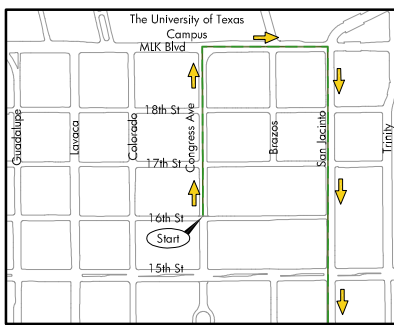 The University of Texas
Campus
MLK Blvd
18th St
Guadalupe
Lavaca
Colorado
Congress Ave
Brazos
San Jacinto
Trinity
17th St
16th St
Start
15th St